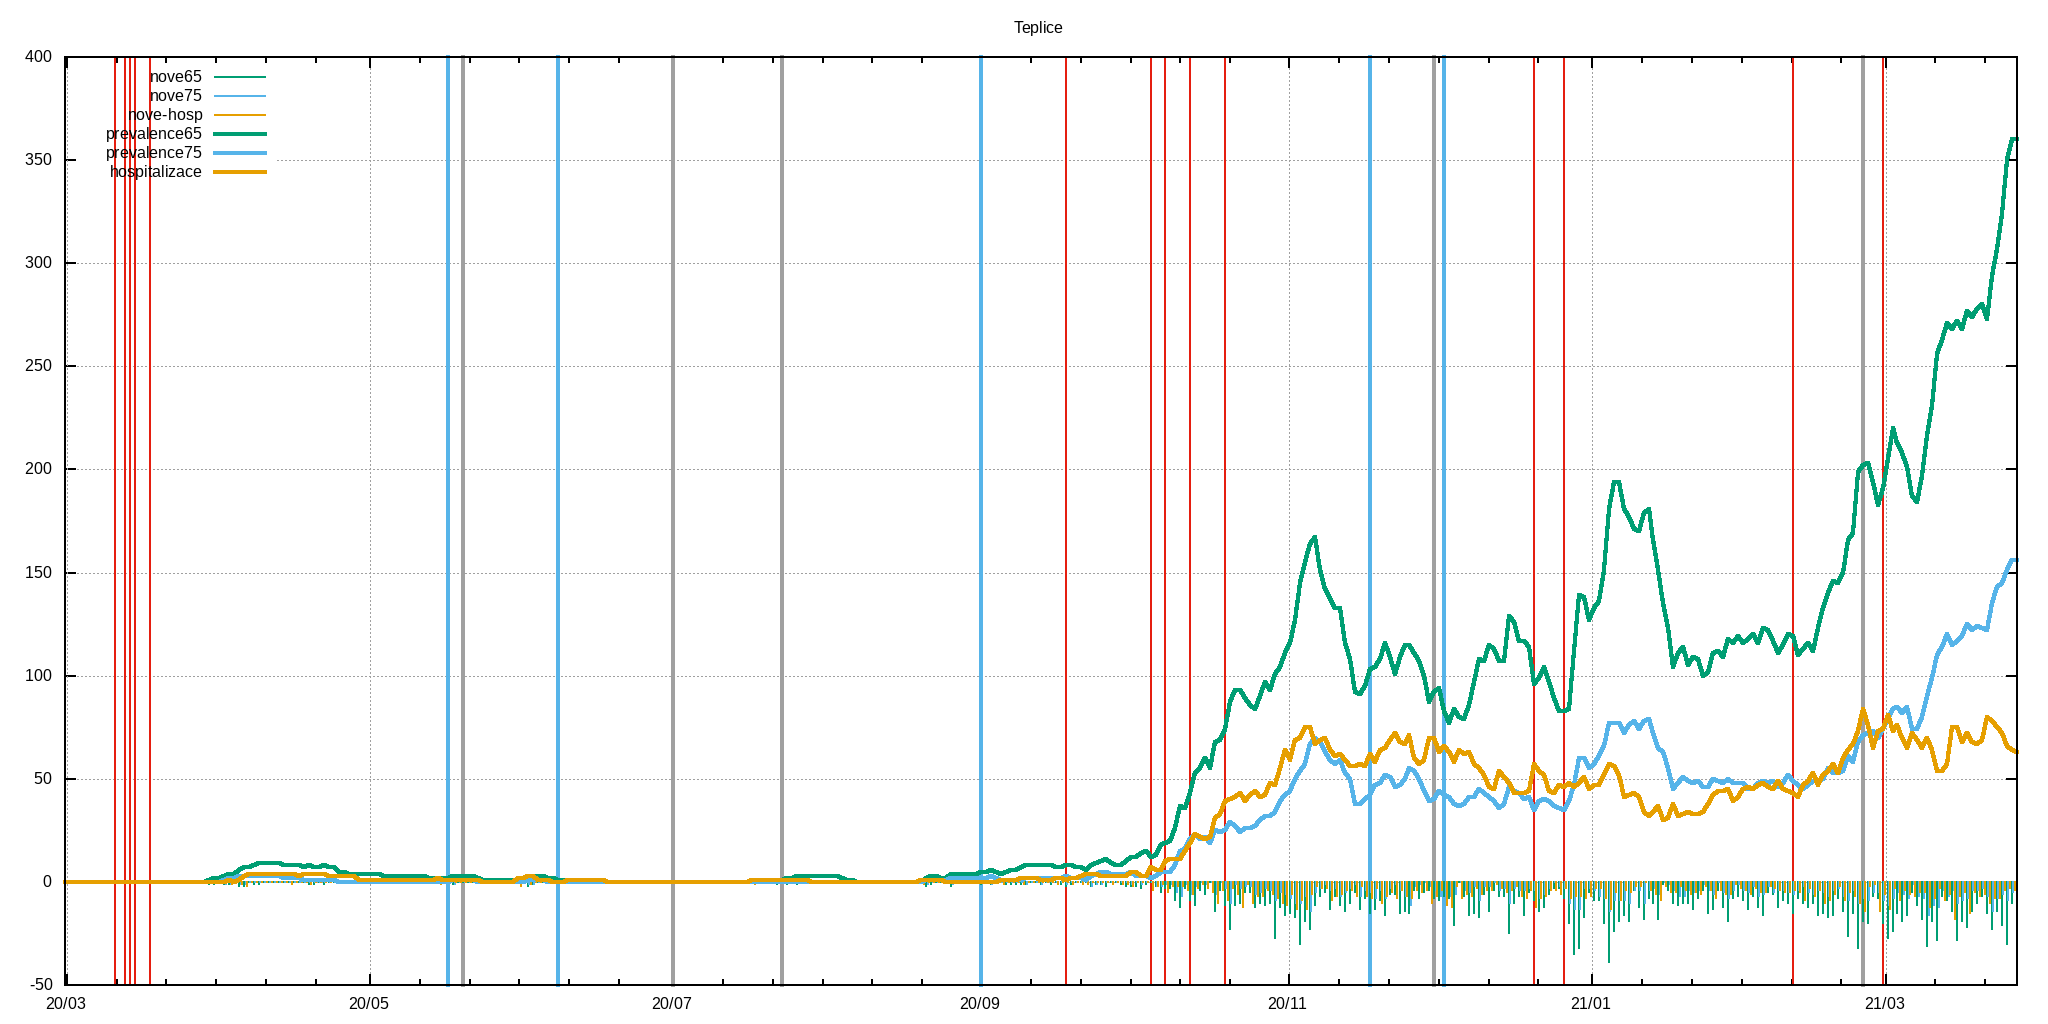 Teplice
400
nove65
nove75
nove-hosp
prevalence65
prevalence75
hospitalizace
350
300
250
200
150
100
50
0
-50
20/03 20/05 20/07 20/09 20/11 21/01 21/03